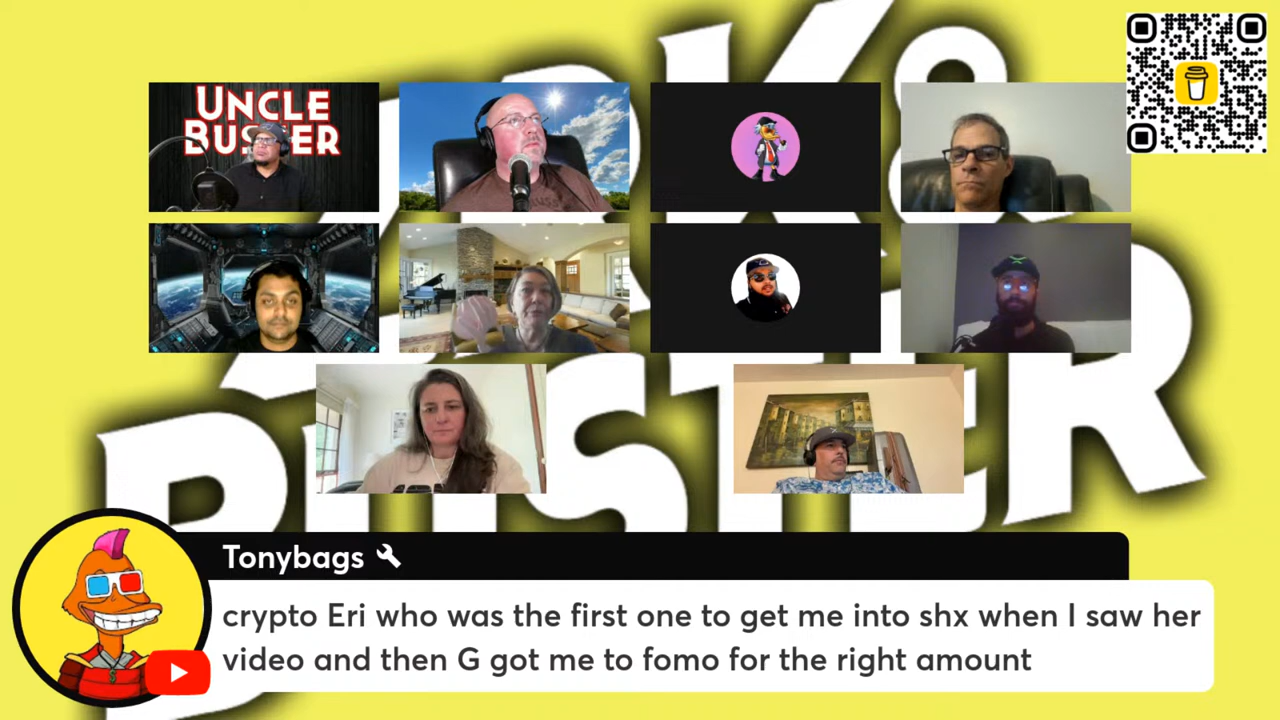 UNCLE
BUSTER
Tonybags
crypto Eri who was the first one to get me into shx when I saw her
video and then G got me to fomo for the right amount